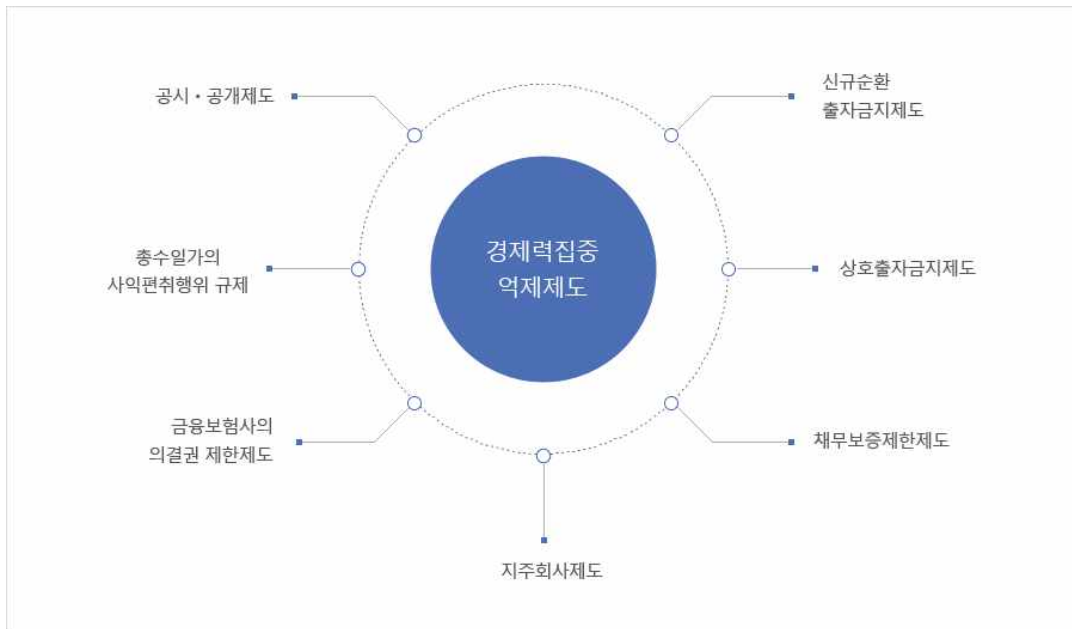 공시 • 공개제도
신규순환
출자금지제도
총수일가의
사익편취행위 규제
경제력집중
억제제도
상호출자금지제도
금융보험사의
의결권 제한제도
채무보증제한제도
지주회사제도